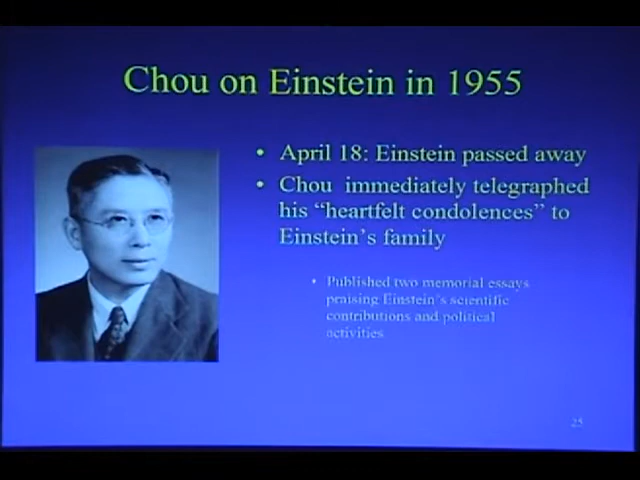 Chou on Einstein in 1955
• April 18: Einstein passed away
• Chou immediately telegraphed
his “heartfelt condolences” to
Einstein’s family
• Published two memorial essays
praising Einstein’s scientific
contributions and political
activities
25